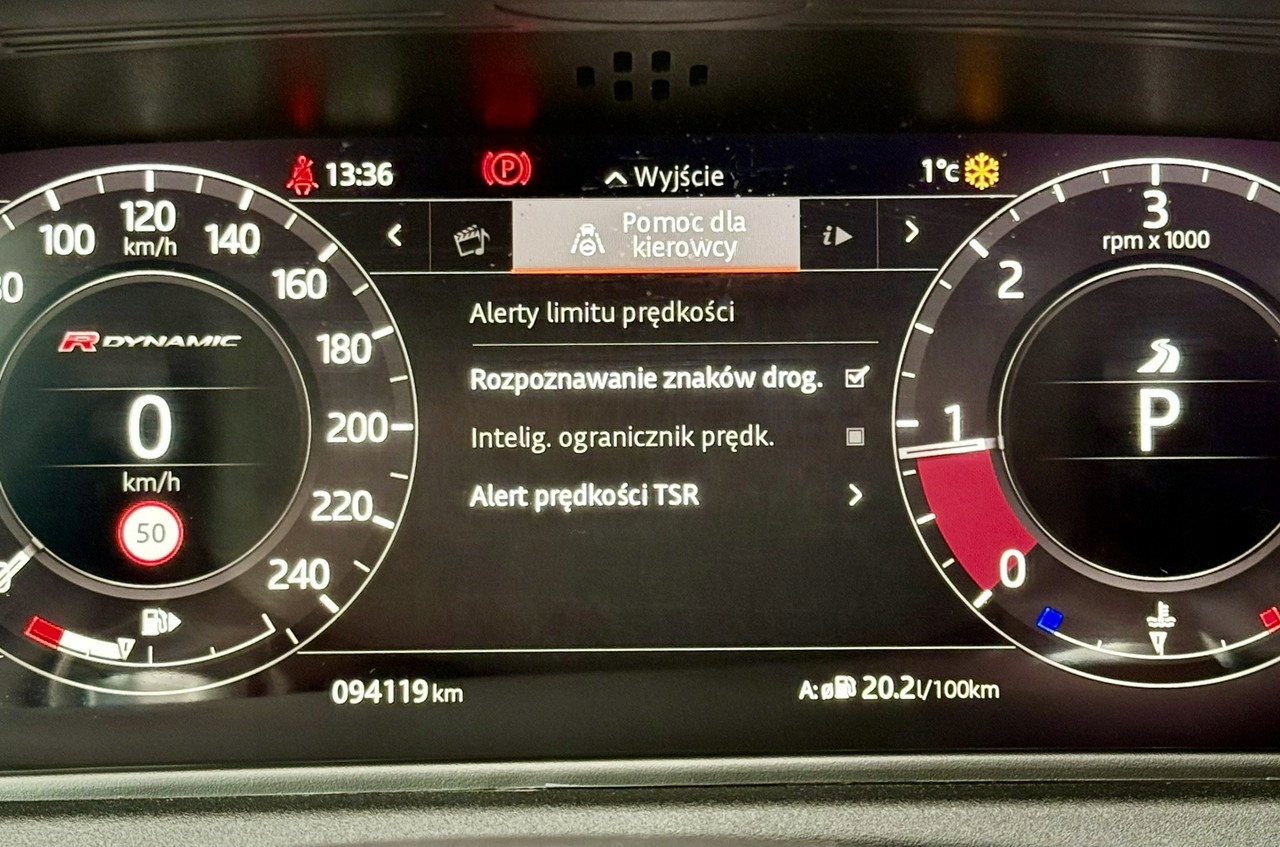 13:36
P
Wyjście
1°C
Pomoc dla
kierowcy
i
Alerty limitu prędkości
Rozpoznawanie znaków drog.
Intelig. ogranicznik prędk.
Alert prędkości TSR
100
120
km/h
140
160
180
200
220
240
R DYNAMIC
0
km/h
50
3
rpm x 1000
2
1
0
P
094119 km
A: ø 20.2l/100km